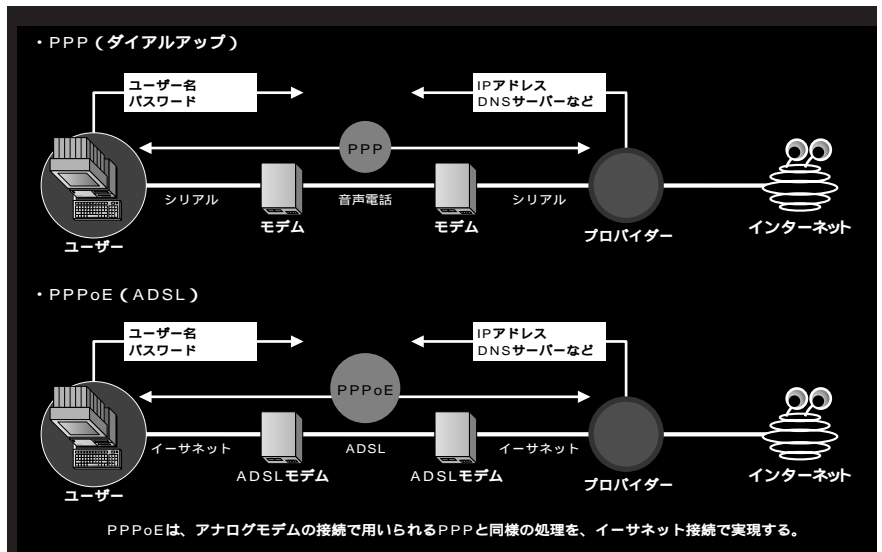 ・PPP(ダイアルアップ)
ユーザー名
パスワード
IPアドレス
DNSサーバーなど
PPP
シリアル
音声電話
シリアル
モデム
モデム
ユーザー
プロバイダー
インターネット
・PPPoE(ADSL)
ユーザー名
パスワード
IPアドレス
DNSサーバーなど
PPPoE
イーサネット
ADSL
イーサネット
ADSLモデム
ADSLモデム
ユーザー
プロバイダー
インターネット
PPPoEは、アナログモデムの接続で用いられるPPPと同様の処理を、イーサネット接続で実現する。